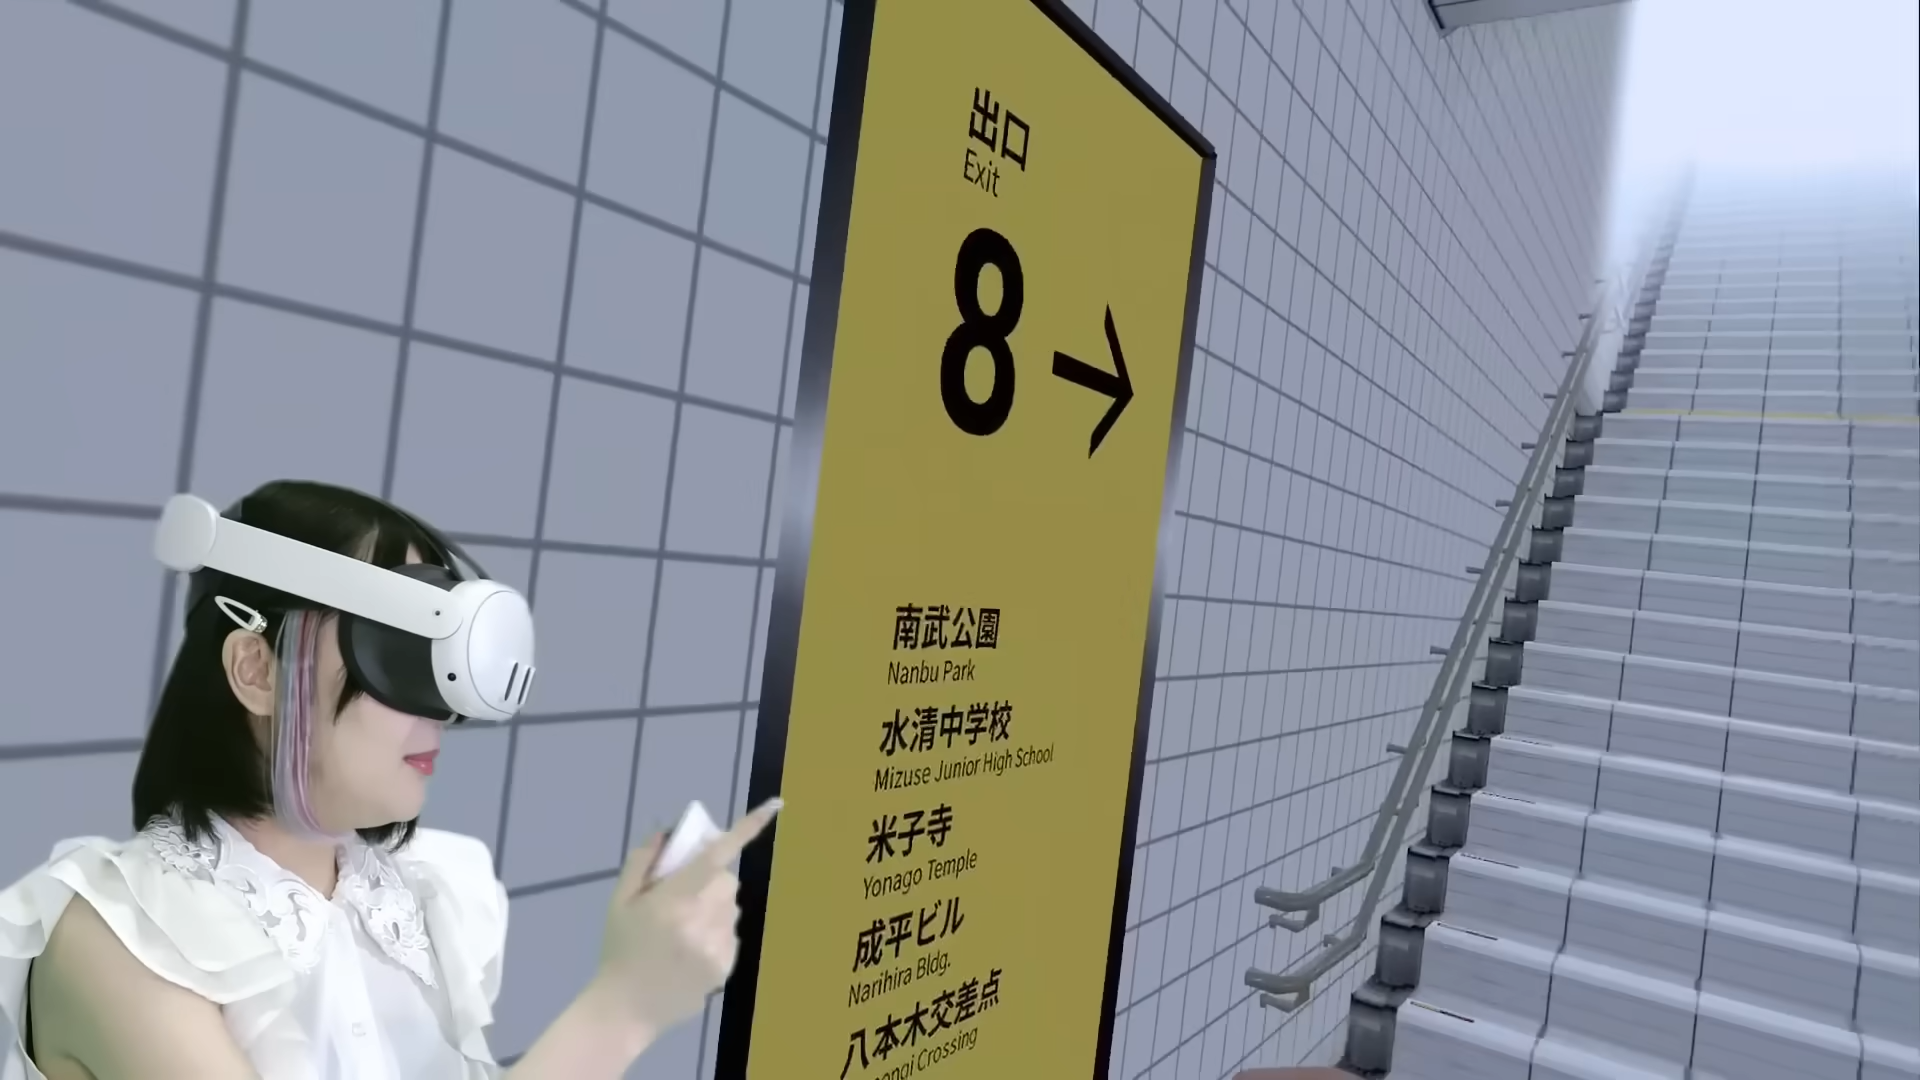 出口
Exit
8
南武公園
Nanbu Park
水清中学校
Mizuse Junior High School
米子寺
Yonago Temple
成平ビル
Narihira Bldg.
八本木交差点
Crossing